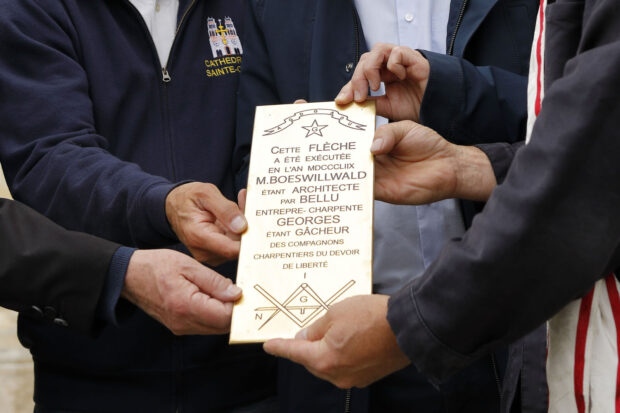 CATHEDRA
SAINTE-C
G
CETTE FLÈCHE
A ÉTÉ EXÉCUTÉE
EN L'AN MDCCCLIX
M.BOESWILLWALD
ÉTANT ARCHITECTE
PAR BELLU
ENTREPRE- CHARPENTE
GEORGES
ÉTANT GÂCHEUR
DES COMPAGNONS
CHARPENTIERS DU DEVOIR
DE LIBERTÉ
I
G
N